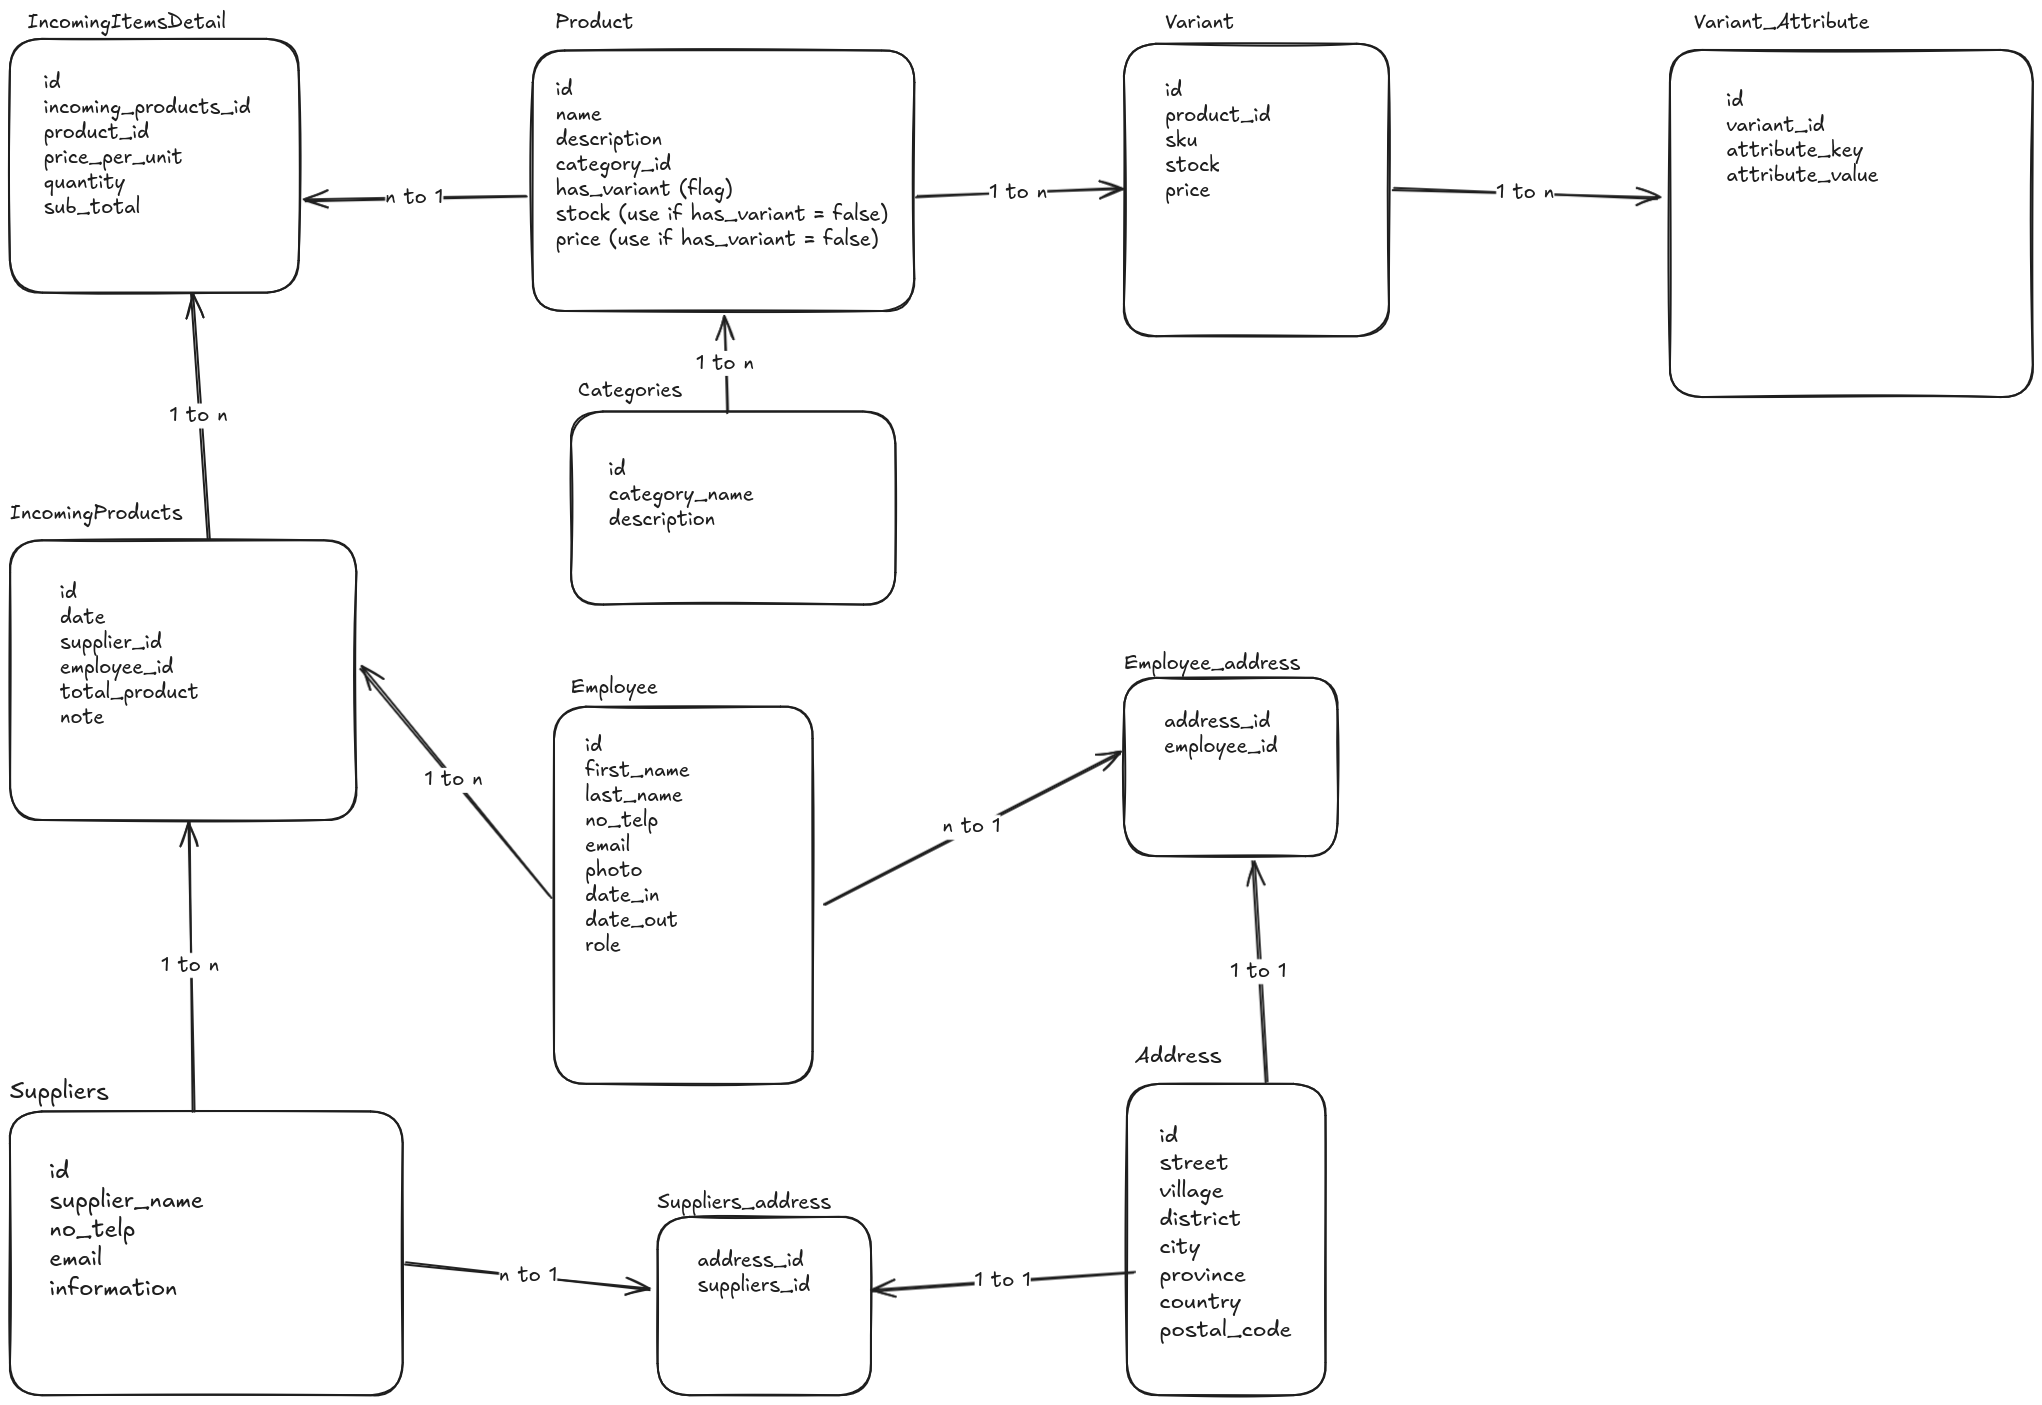 IncomingItemsDetail
id
incoming_products_id
product_id
price_per_unit
quantity
sub_total
n to 1
Product
id
name
description
category_id
has_variant (flag)
stock (use if has_variant = false)
price (use if has_variant = false)
1 to n
Variant
id
product_id
sku
stock
price
1 to n
Variant_Attribute
id
variant_id
attribute_key
attribute_value
1 to n
Categories
id
category_name
description
1 to n
IncomingProducts
id
date
supplier_id
employee_id
total_product
note
1 to n
Employee
id
first_name
last_name
no_telp
email
photo
date_in
date_out
role
n to 1
Employee_address
address_id
employee_id
1 to 1
1 to n
Suppliers
id
supplier_name
no_telp
email
information
n to 1
Suppliers_address
address_id
suppliers_id
1 to 1
Address
id
street
village
district
city
province
country
postal_code